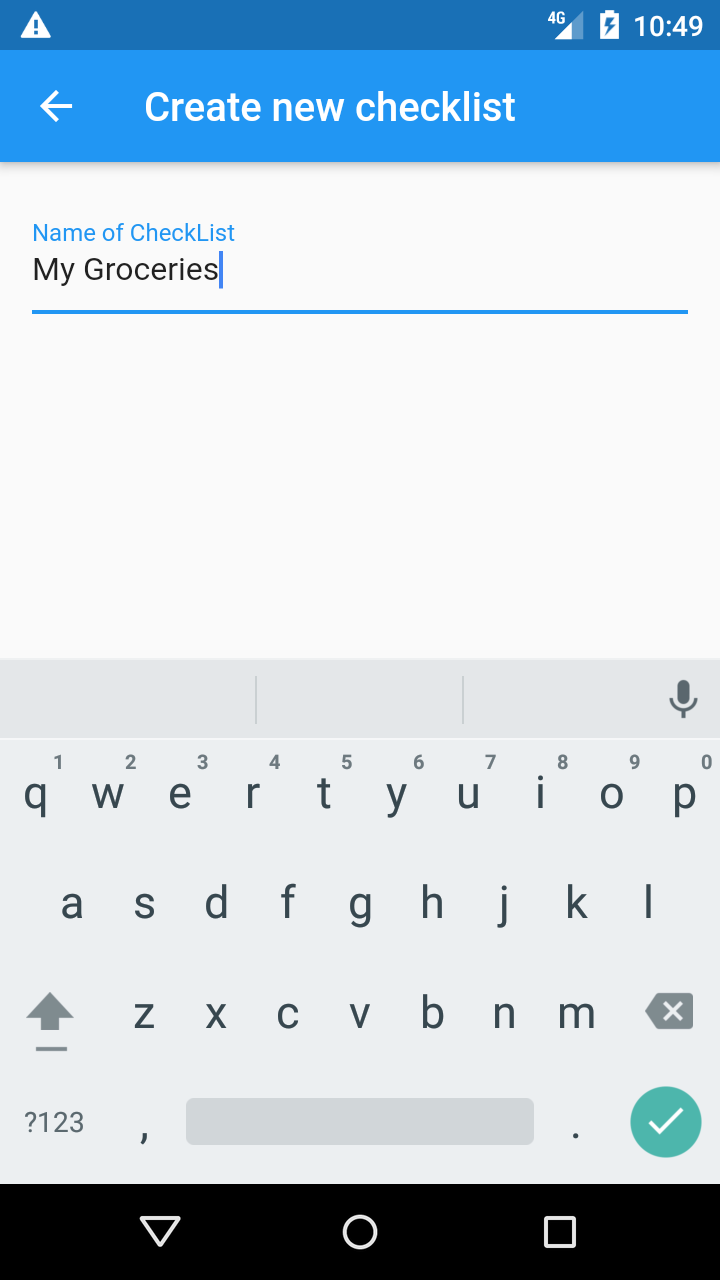 4G 10:49
Create new checklist
Name of CheckList
My Groceries
1 2 3 4 5 6 7 8 9 0
q w e r t y u i o p
a s d f g h j k l
z x c v b n m
?123 , .